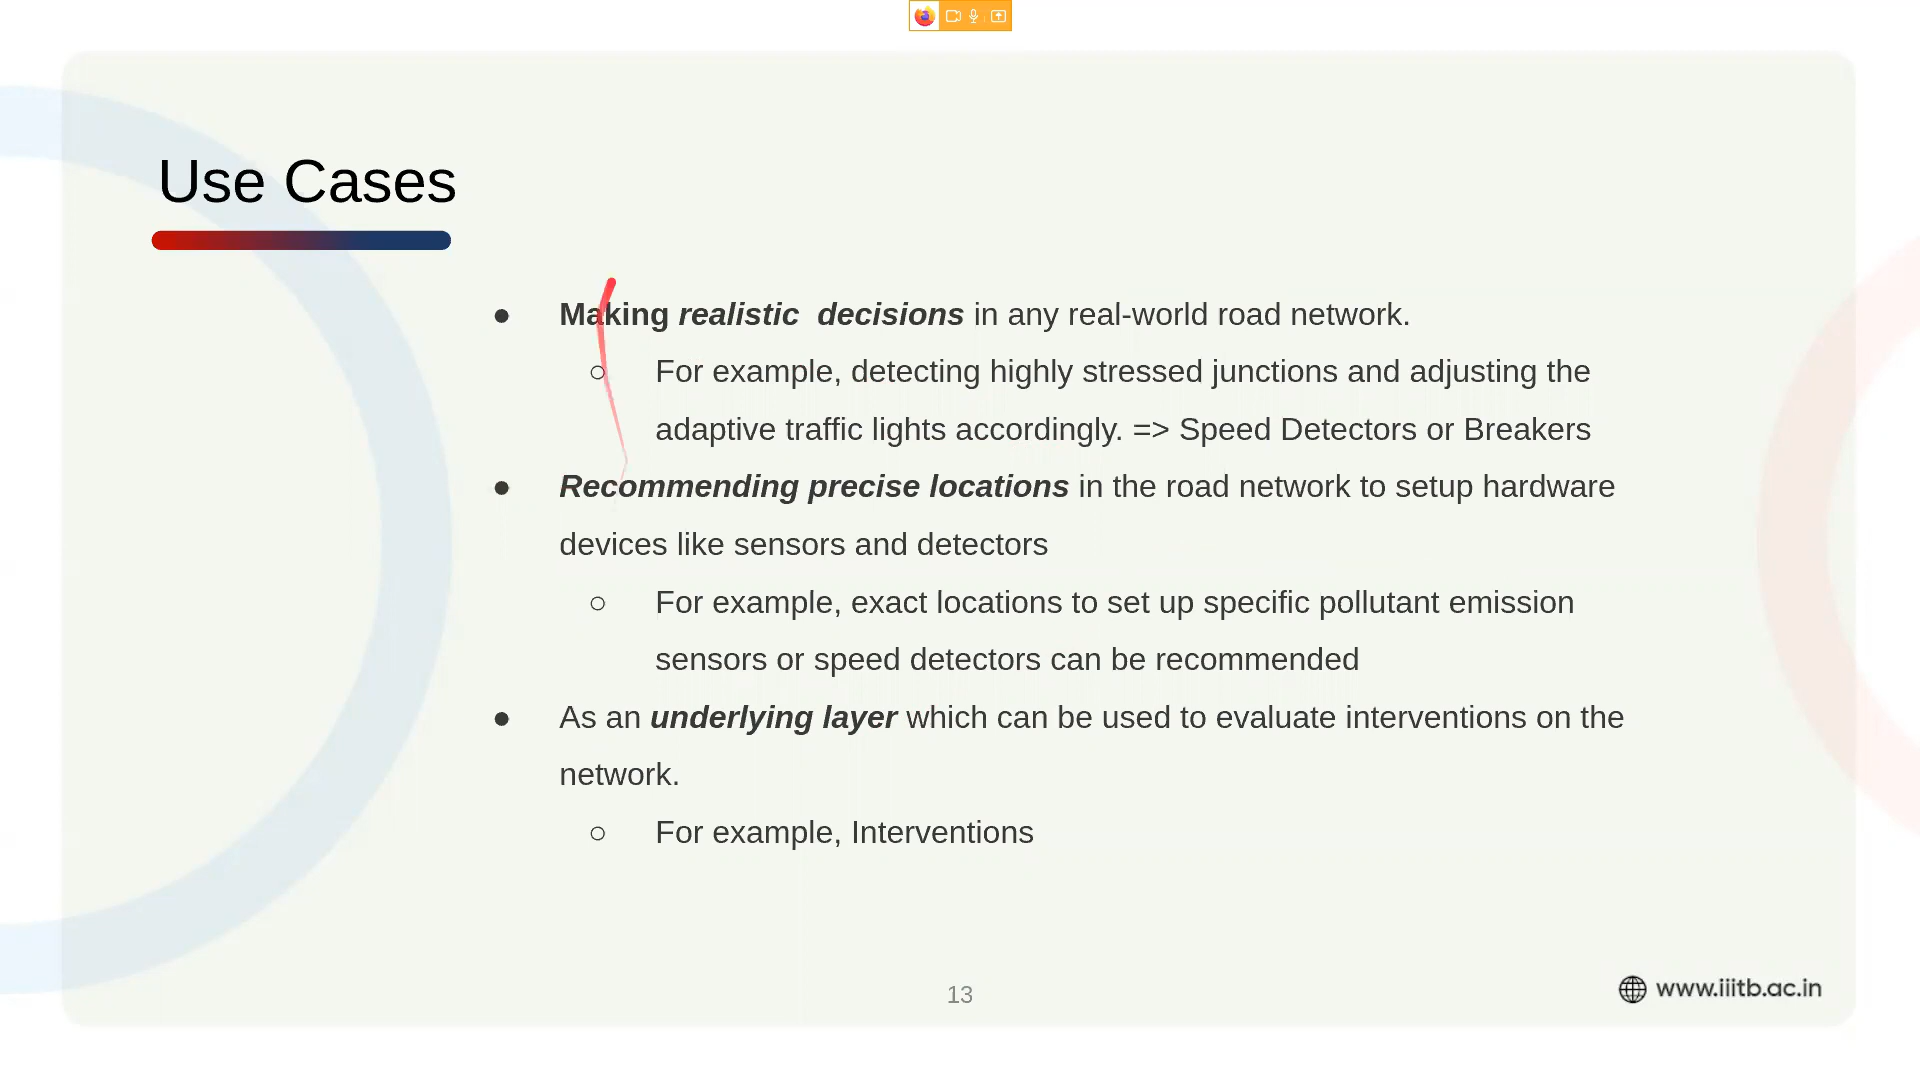 Use Cases
● Making realistic  decisions in any real-world road network.
○ For example, detecting highly stressed junctions and adjusting the
adaptive traffic lights accordingly. => Speed Detectors or Breakers
● Recommending precise locations in the road network to setup hardware
devices like sensors and detectors
○ For example, exact locations to set up specific pollutant emission
sensors or speed detectors can be recommended
● As an underlying layer which can be used to evaluate interventions on the
network.
○ For example, Interventions
13
www.iiitb.ac.in